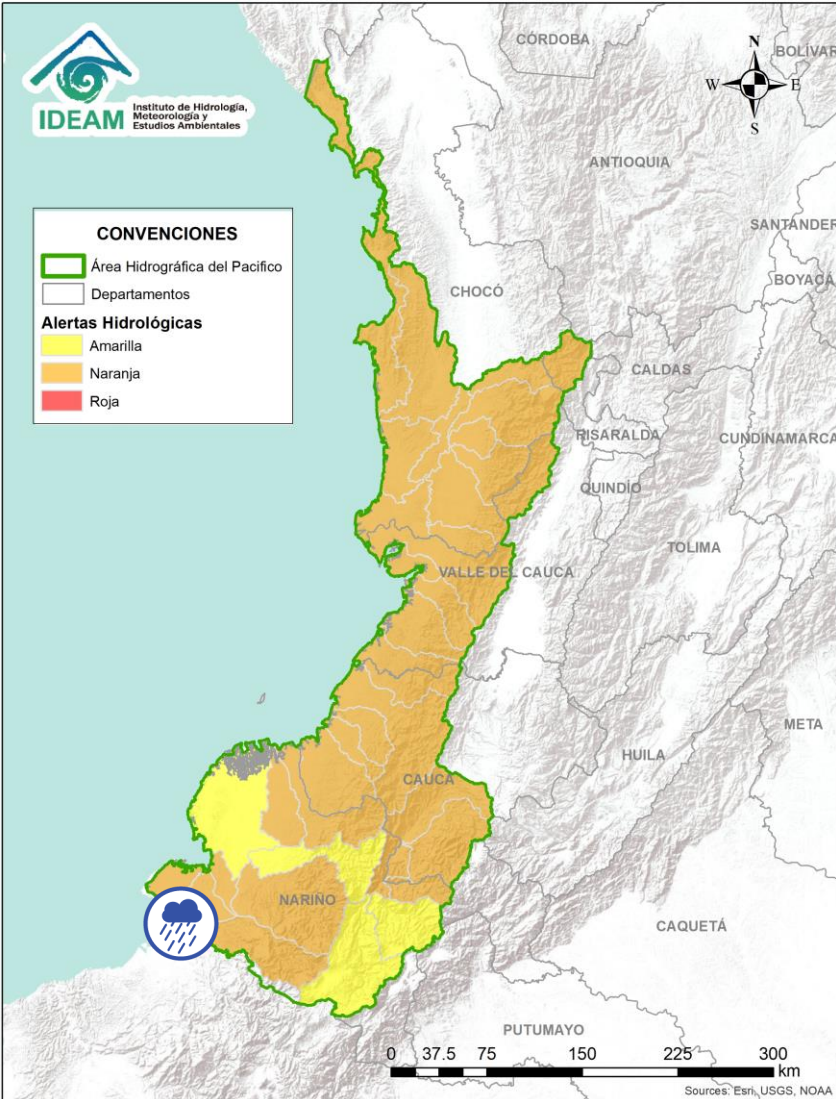 IDEAM
Instituto de Hidrología,
Meteorología y
Estudios Ambientales
CONVENCIONES
Área Hidrográfica del Pacifico
Departamentos
Alertas Hidrológicas
Amarilla
Naranja
Roja
N
W
E
S
CÓRDOBA
BOLÍVAR
ANTIOQUIA
SANTANDER
BOYACÁ
CHOCÓ
CALDAS
RISARALDA
CUNDINAMARCA
QUINDÍO
TOLIMA
VALLE DEL CAUCA
META
HUILA
CAUCA
NARIÑO
CAQUETÁ
PUTUMAYO
0 37.5 75 150 225 300
km
Sources: Esri, USGS, NOAA